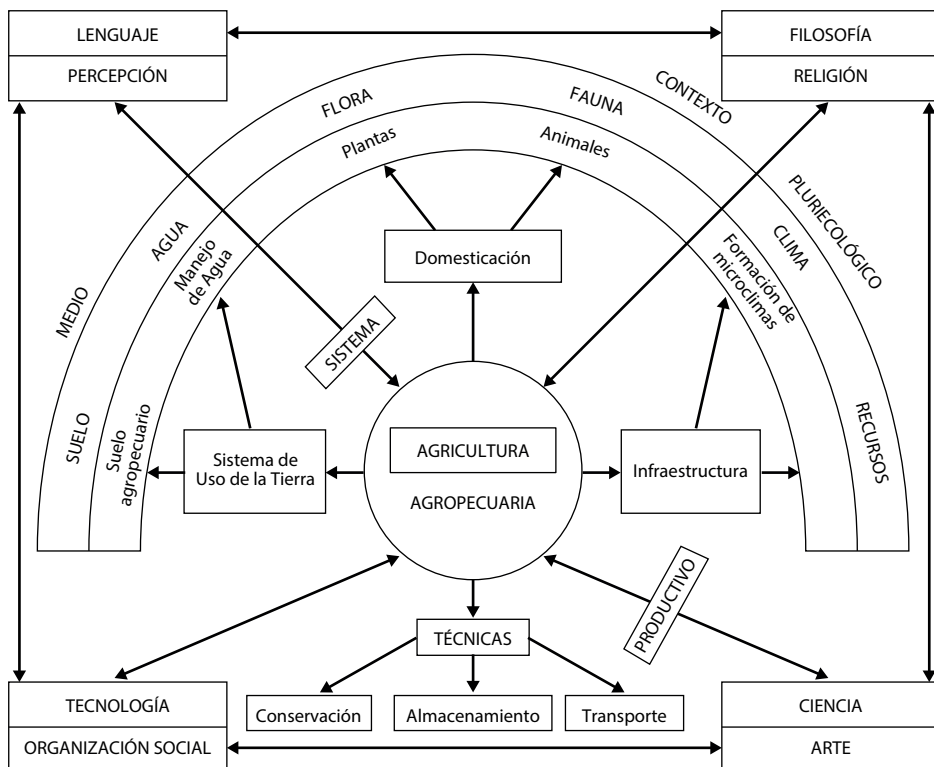 LENGUAJE
PERCEPCIÓN
FILOSOFÍA
RELIGIÓN
MEDIO
CONTEXTO
PLURIECOLÓGICO
SUELO
AGUA
FLORA
FAUNA
CLIMA
RECURSOS
Suelo
agropecuario
Manejo
de Agua
Plantas
Animales
Formación de
microclimas
Domesticación
SISTEMA
Sistema de
Uso de la Tierra
AGRICULTURA
AGROPECUARIA
Infraestructura
PRODUCTIVO
TÉCNICAS
Conservación
Almacenamiento
Transporte
TECNOLOGÍA
ORGANIZACIÓN SOCIAL
CIENCIA
ARTE